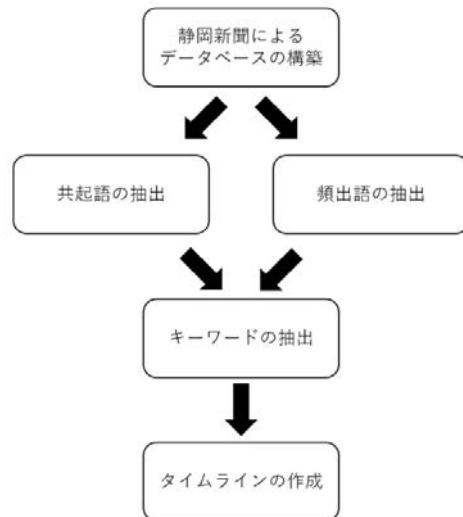 静岡新聞による
データベースの構築
共起語の抽出
頻出語の抽出
キーワードの抽出
タイムラインの作成